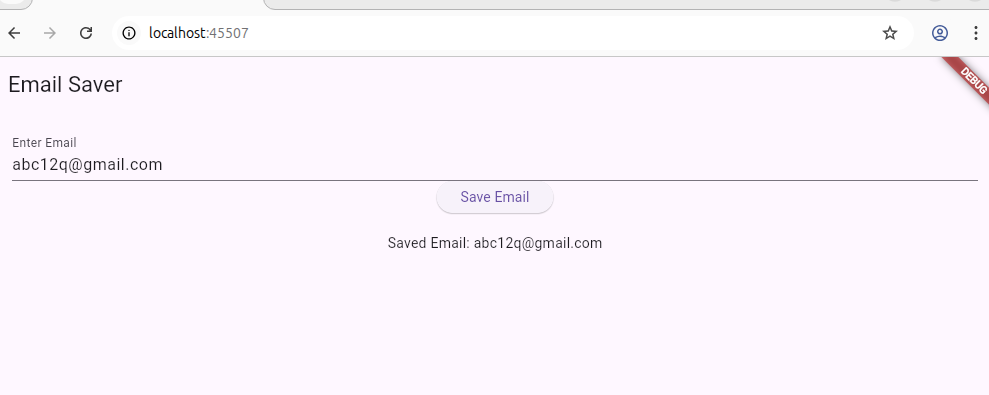 localhost:45507
DEBUG
Email Saver
Enter Email
abc12q@gmail.com
Save Email
Saved Email: abc12q@gmail.com